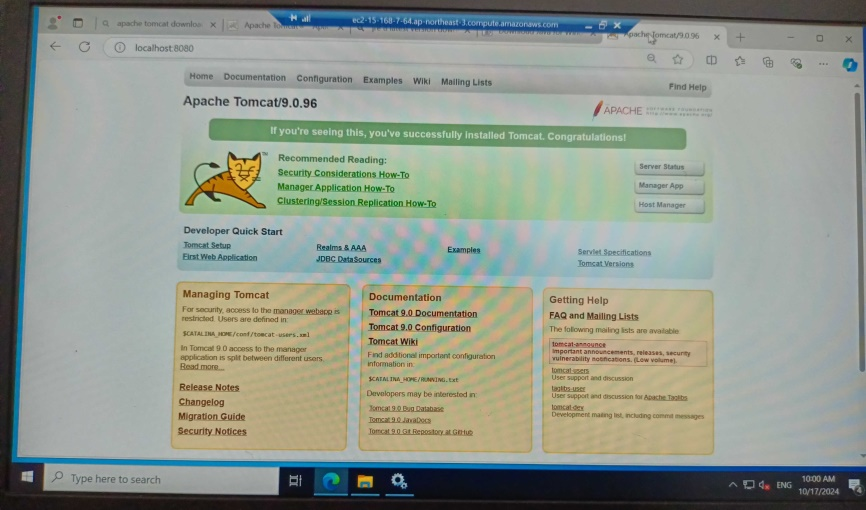 ec2-15-168-7-64.ap-northeast-3.compute.amazonaws.com
apache tomcat downloa
Apache
Apache Tomcat/9.0.96
localhost:8080
Home Documentation Configuration Examples Wiki Mailing Lists
Find Help
Apache Tomcat/9.0.96
APACHE
If you're seeing this, you've successfully installed Tomcat. Congratulations!
TM
Recommended Reading:
Security Considerations How-To
Manager Application How-To
Clustering/Session Replication How-To
Server Status
Manager App
Host Manager
Developer Quick Start
Tomcat Setup
First Web Application
Realms & AAA
JDBC DataSources
Examples
Servlet Specifications
Tomcat Versions
Managing Tomcat
For security, access to the manager webapp is
restricted. Users are defined in:
$CATALINA_HOME/conf/tomcat-users.xml
In Tomcat 9.0 access to the manager
application is split between different users.
Read more...
Release Notes
Changelog
Migration Guide
Security Notices
Documentation
Tomcat 9.0 Documentation
Tomcat 9.0 Configuration
Tomcat Wiki
Find additional important configuration
information in:
$CATALINA_HOME/RUNNING.txt
Developers may be interested in:
Tomcat 9.0 Bug Database
Tomcat 9.0 JavaDocs
Tomcat 9.0 Git Repository at GitHub
Getting Help
FAQ and Mailing Lists
The following mailing lists are available:
tomcat-announce
Important announcements, releases, security
vulnerability notifications. (Low volume).
tomcat-users
User support and discussion
taglibs-user
User support and discussion for Apache Taglibs
tomcat-dev
Development mailing list, including commit messages
Type here to search
ENG
10:00 AM
10/17/2024
4